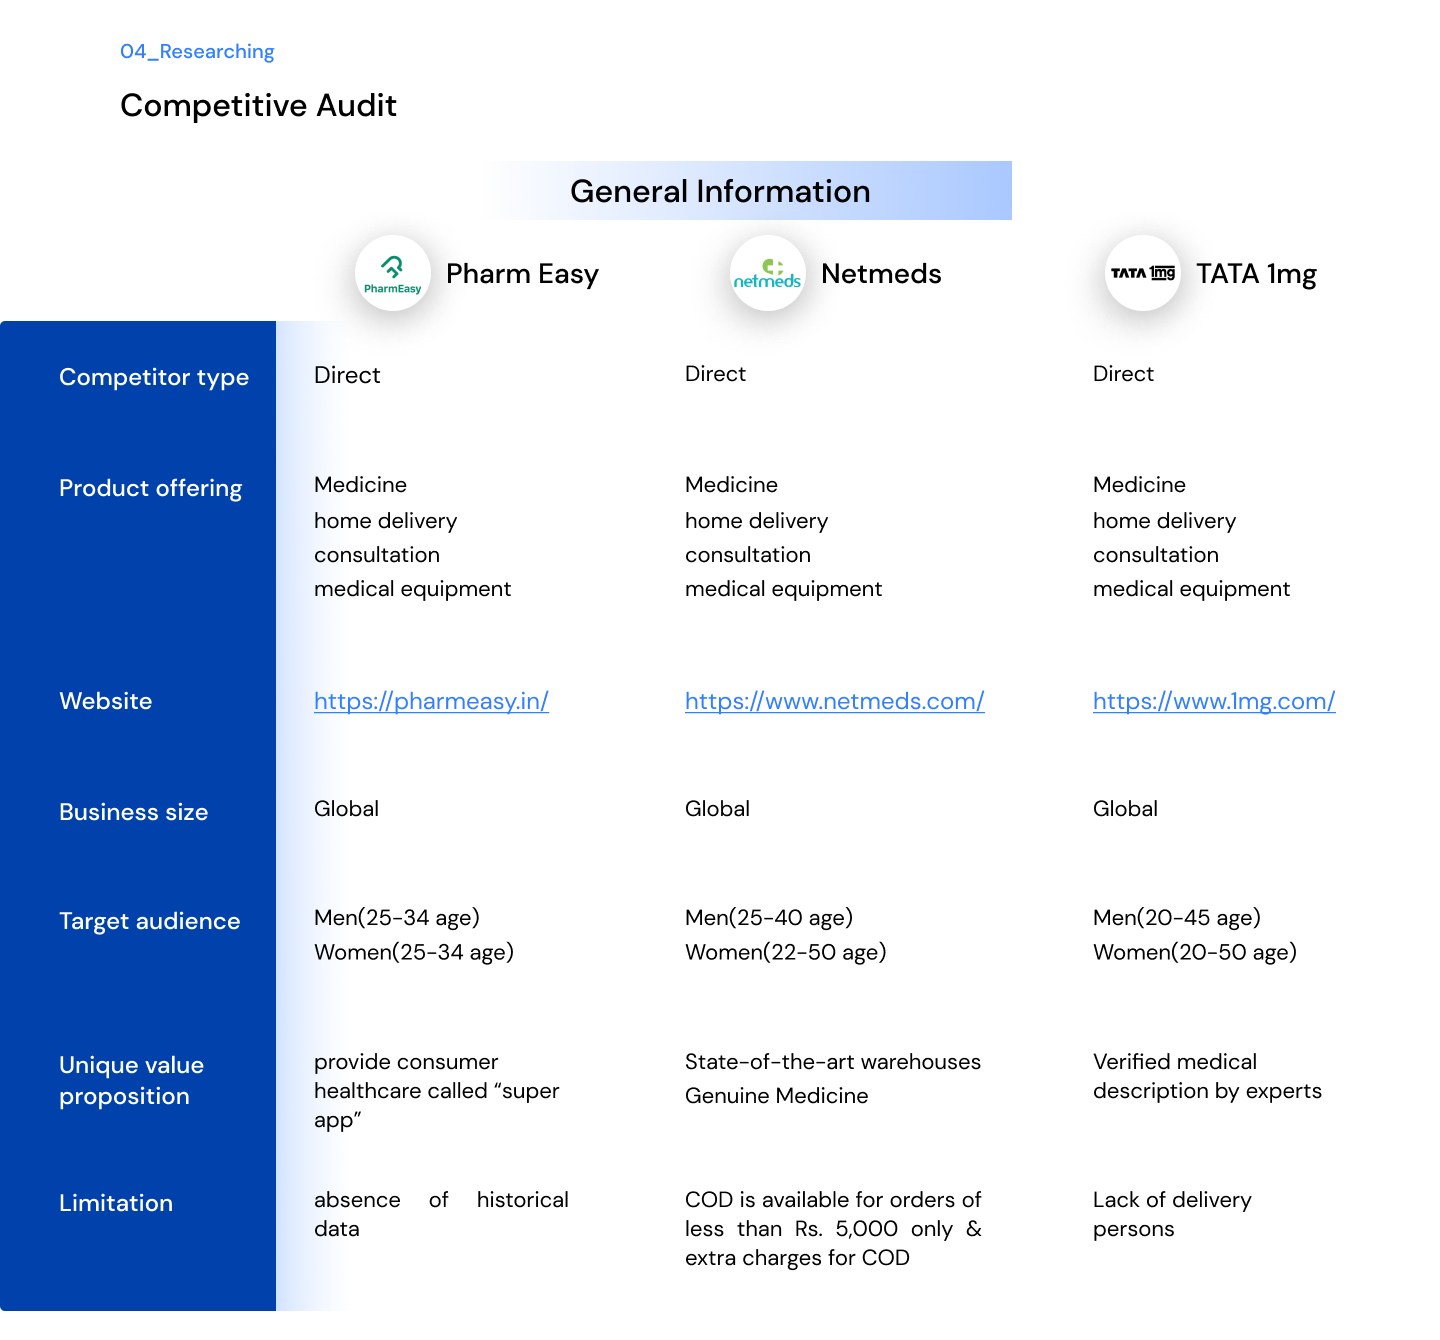 04_Researching
Competitive Audit
General Information
PharmEasy
Pharm Easy
netmeds
Netmeds
TATA 1mg
TATA 1mg
Competitor type
Direct
Direct
Direct
Product offering
Medicine
home delivery
consultation
medical equipment
Medicine
home delivery
consultation
medical equipment
Medicine
home delivery
consultation
medical equipment
Website
https://pharmeasy.in/
https://www.netmeds.com/
https://www.1mg.com/
Business size
Global
Global
Global
Target audience
Men(25-34 age)
Women(25-34 age)
Men(25-40 age)
Women(22-50 age)
Men(20-45 age)
Women(20-50 age)
Unique value
proposition
provide consumer
healthcare called “super
app”
State-of-the-art warehouses
Genuine Medicine
Verified medical
description by experts
Limitation
absence of historical
data
COD is available for orders of
less than Rs. 5,000 only &
extra charges for COD
Lack of delivery
persons